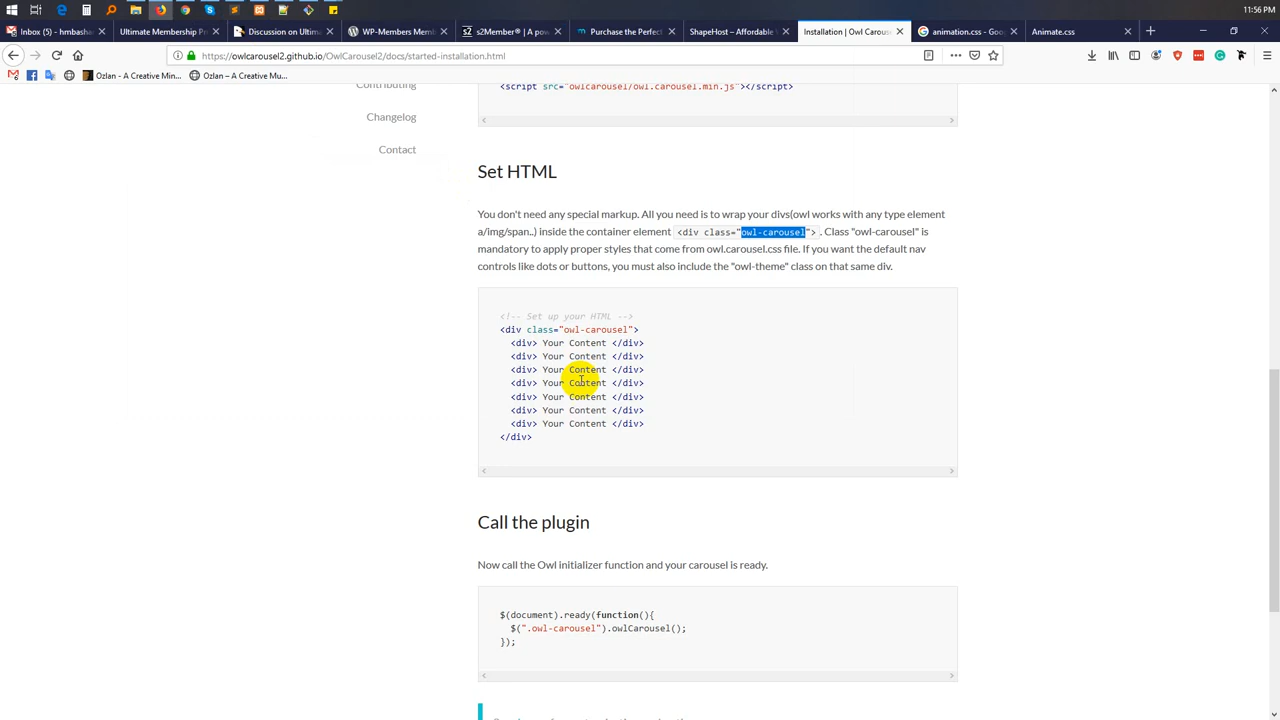 11:56 PM
Inbox (5) - hmbasha
Ultimate Membership Pr
Discussion on Ultim
WP-Members Mem
s2Member® | A pow
Purchase the Perfect
ShapeHost – Affordable
Installation | Owl Carous
animation.css - Goo
Animate.css
https://owlcarousel2.github.io/OwlCarousel2/docs/started-installation.html
Ozlan - A Creative Min...
Ozlan – A Creative Mu...
Contributing
Changelog
Contact
<script src="owlcarousel/owl.carousel.min.js"></script>
Set HTML
You don't need any special markup. All you need is to wrap your divs(owl works with any type element
a/img/span..) inside the container element <div class="owl-carousel"> . Class "owl-carousel" is
mandatory to apply proper styles that come from owl.carousel.css file. If you want the default nav
controls like dots or buttons, you must also include the "owl-theme" class on that same div.
<!-- Set up your HTML -->
<div class="owl-carousel">
<div> Your Content </div>
<div> Your Content </div>
<div> Your Content </div>
<div> Your Content </div>
<div> Your Content </div>
<div> Your Content </div>
<div> Your Content </div>
</div>
Call the plugin
Now call the Owl initializer function and your carousel is ready.
$(document).ready(function(){
$(".owl-carousel").owlCarousel();
});